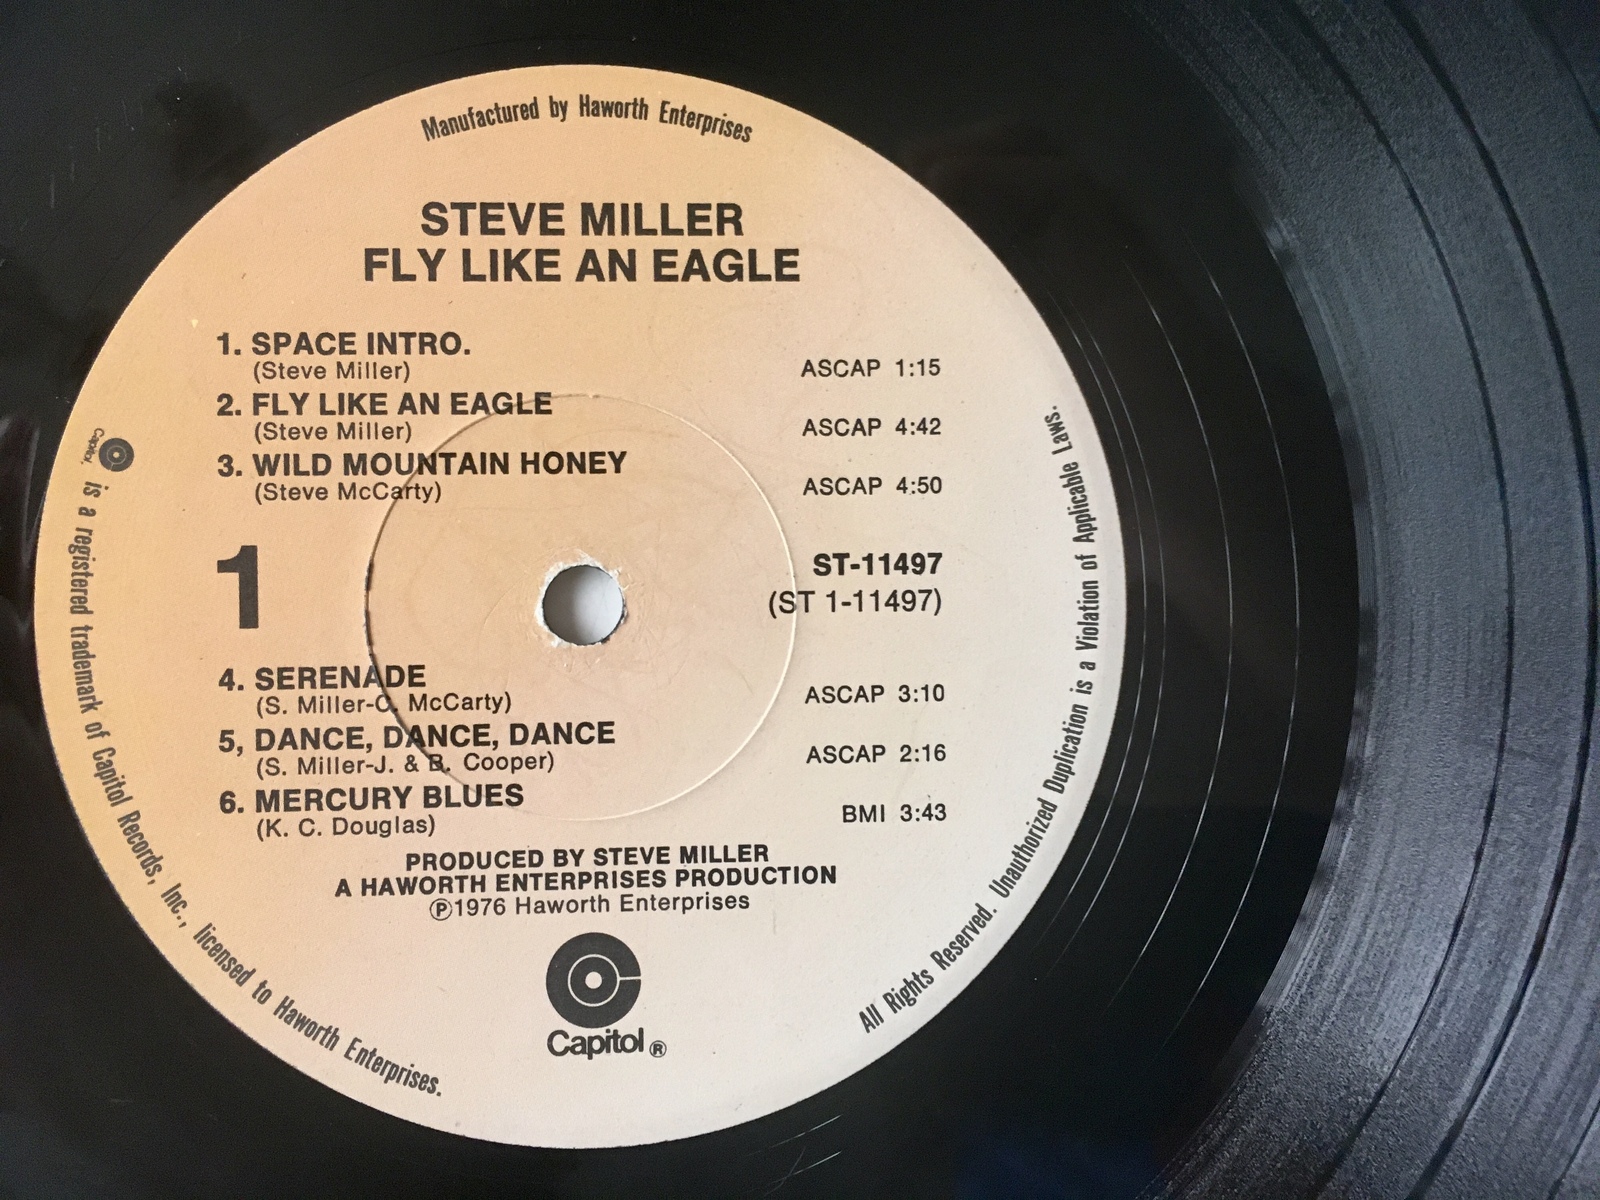 Manufactured by Haworth Enterprises
STEVE MILLER
FLY LIKE AN EAGLE
1. SPACE INTRO.
(Steve Miller) ASCAP 1:15
2. FLY LIKE AN EAGLE
(Steve Miller) ASCAP 4:42
3. WILD MOUNTAIN HONEY
(Steve McCarty) ASCAP 4:50
1
ST-11497
(ST 1-11497)
4. SERENADE
(S. Miller-C. McCarty) ASCAP 3:10
5, DANCE, DANCE, DANCE
(S. Miller-J. & B. Cooper) ASCAP 2:16
6. MERCURY BLUES
(K. C. Douglas) BMI 3:43
PRODUCED BY STEVE MILLER
A HAWORTH ENTERPRISES PRODUCTION
Ⓟ1976 Haworth Enterprises
Capitol ®
Capitol. is a registered trademark of Capitol Records, Inc., licensed to Haworth Enterprises.
All Rights Reserved. Unauthorized Duplication is a Violation of Applicable Laws.